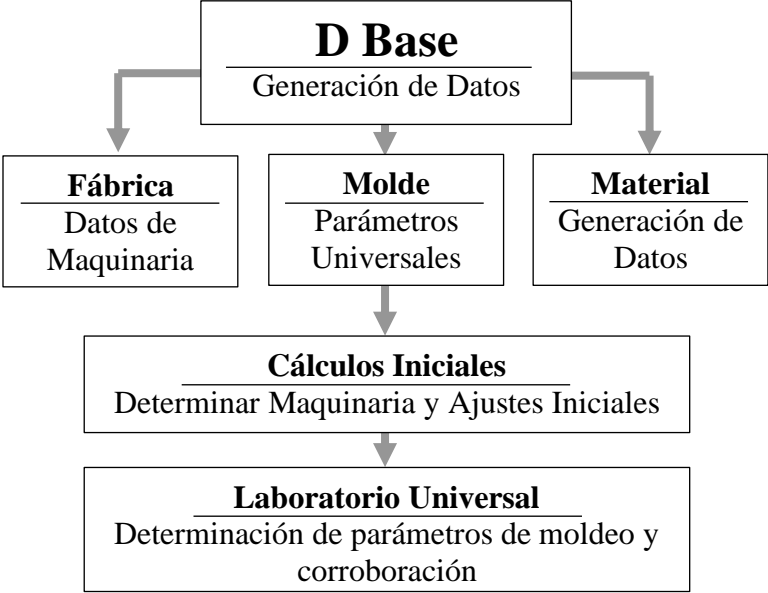 D Base
Generación de Datos
Fábrica
Datos de
Maquinaria
Molde
Parámetros
Universales
Material
Generación de
Datos
Cálculos Iniciales
Determinar Maquinaria y Ajustes Iniciales
Laboratorio Universal
Determinación de parámetros de moldeo y
corroboración